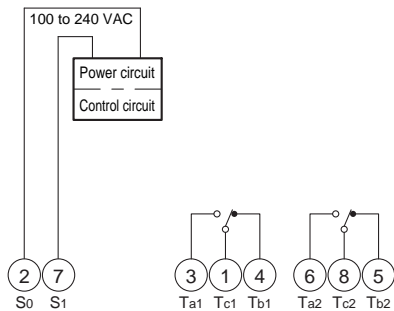 100 to 240 VAC
Power circuit
Control circuit
2 7 3 1 4 6 8 5
S0 S1 Ta1 Tc1 Tb1 Ta2 Tc2 Tb2